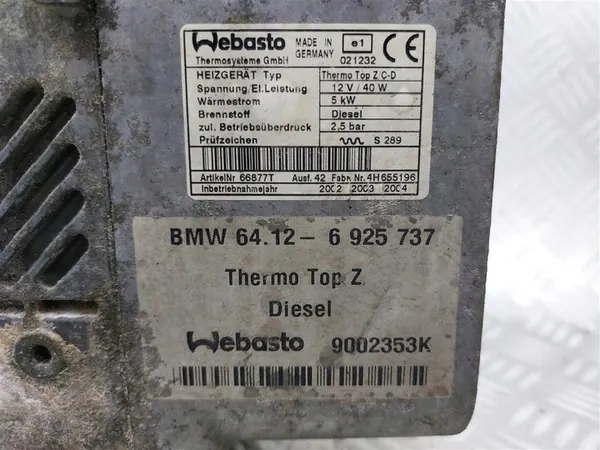 Webasto MADE IN GERMANY e1 021232 CE
Thermosysteme GmbH
HEIZGERÄT Typ Thermo Top Z/C-D
Spannung/El.Leistung 12 V / 40 W
Wärmestrom 5 kW
Brennstoff Diesel
zul. Betriebsüberdruck 2,5 bar
Prüfzeichen S 289
ArtikelNr 66877T Ausf. 42 Fabr. Nr. 4H655196
Inbetriebnahmejahr 2002 2003 2004
BMW 64.12- 6 925 737
Thermo Top Z
Diesel
Webasto 9002353K